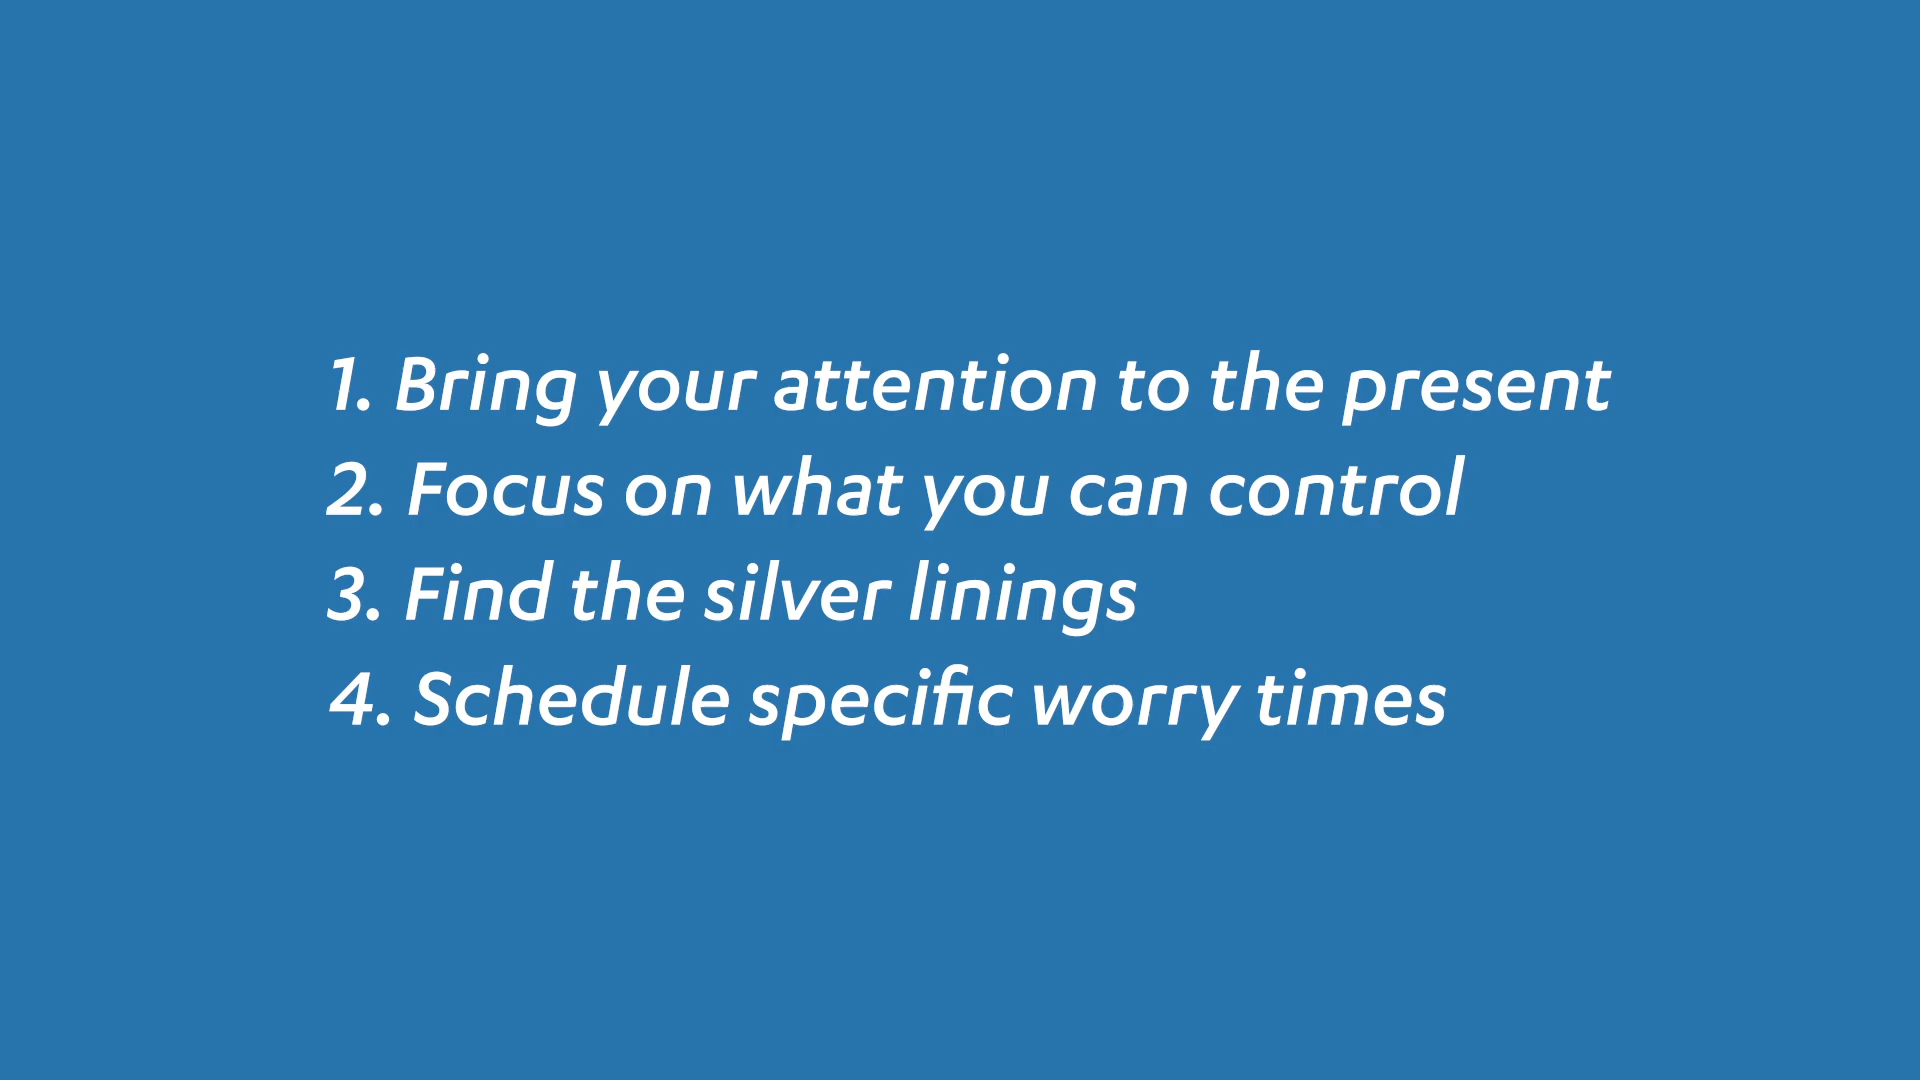 1. Bring your attention to the present
2. Focus on what you can control
3. Find the silver linings
4. Schedule specific worry times